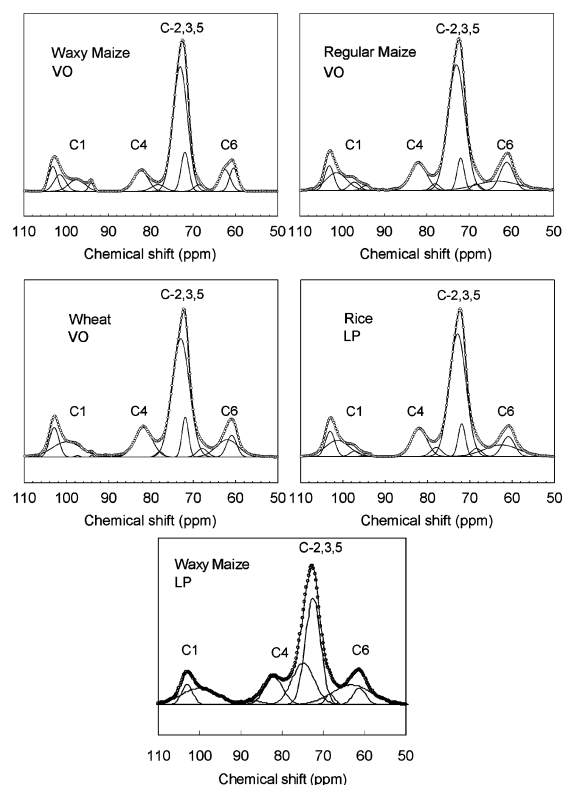 C-2,3,5
Waxy Maize
VO
C1
C4
C6
110 100 90 80 70 60 50
Chemical shift (ppm)
C-2,3,5
Regular Maize
VO
C1
C4
C6
110 100 90 80 70 60 50
Chemical shift (ppm)
C-2,3,5
Wheat
VO
C1
C4
C6
110 100 90 80 70 60 50
Chemical shift (ppm)
C-2,3,5
Rice
LP
C1
C4
C6
110 100 90 80 70 60 50
Chemical shift (ppm)
C-2,3,5
Waxy Maize
LP
C1
C4
C6
110 100 90 80 70 60 50
Chemical shift (ppm)